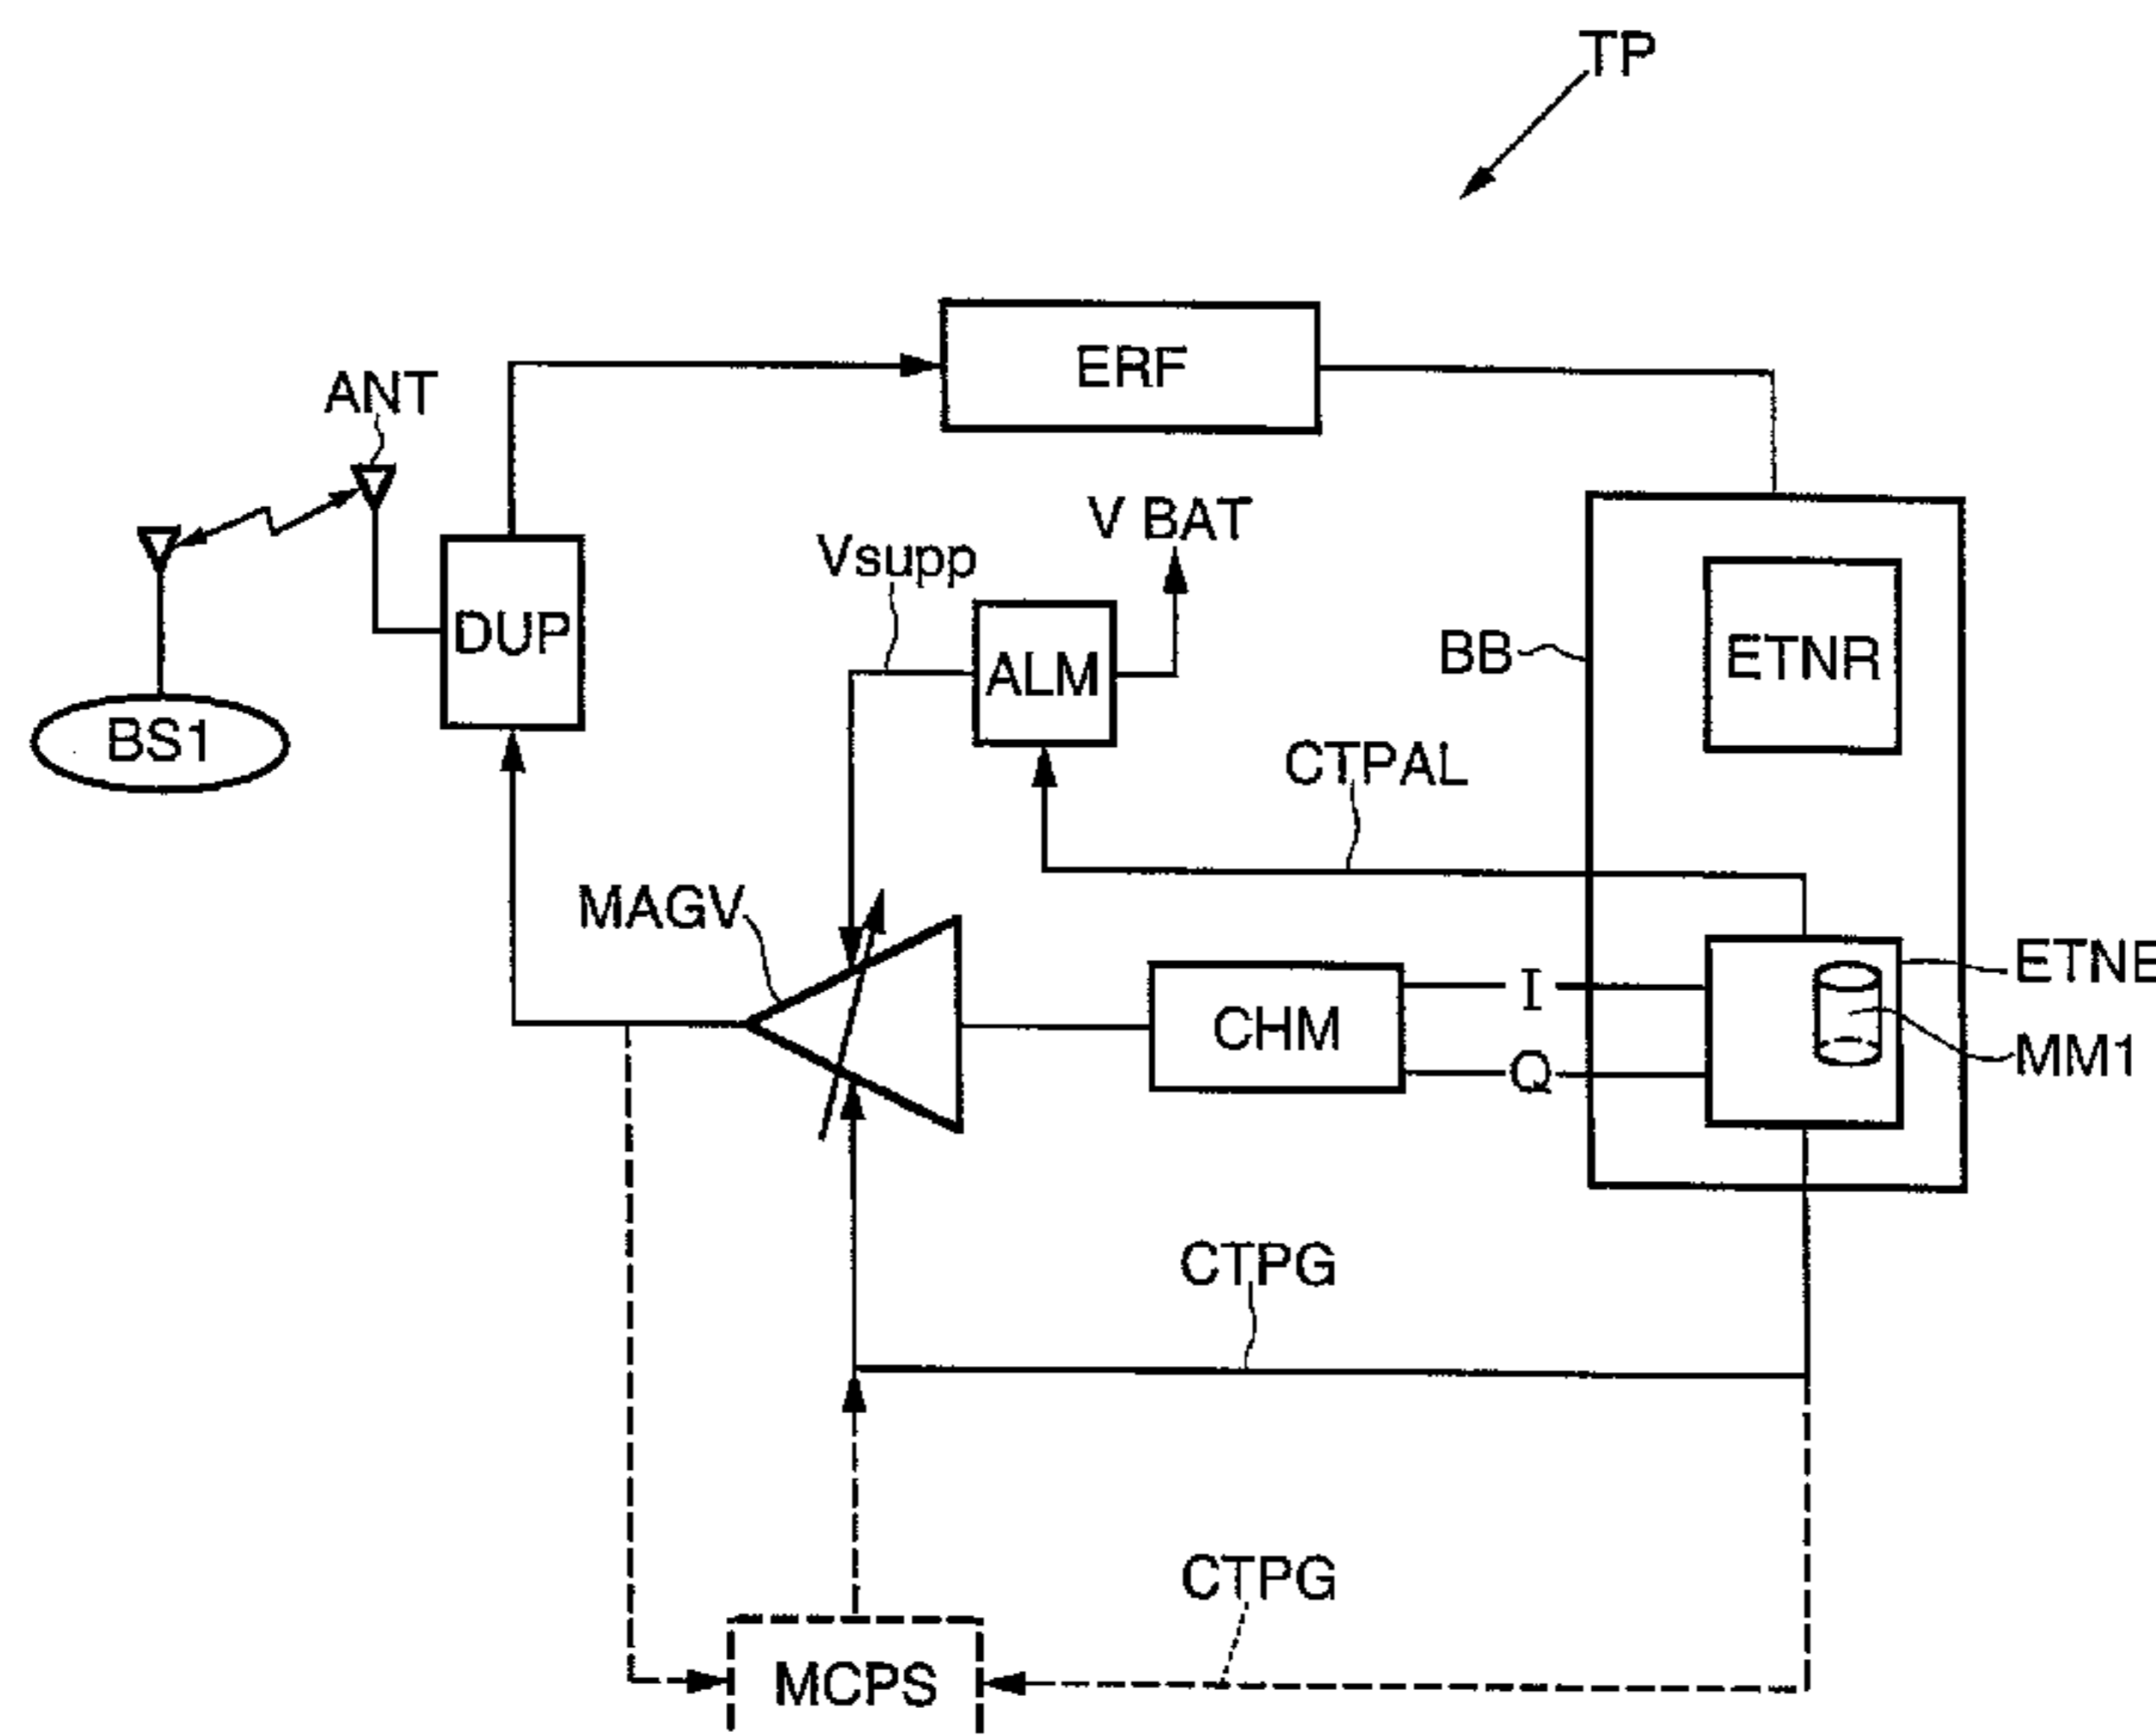 TP
ERF
ANT
V BAT
Vsupp
DUP
ALM
BB
ETNR
BS1
CTPAL
MAGV
ETNE
I
CHM
Q
MM1
CTPG
CTPG
MCPS